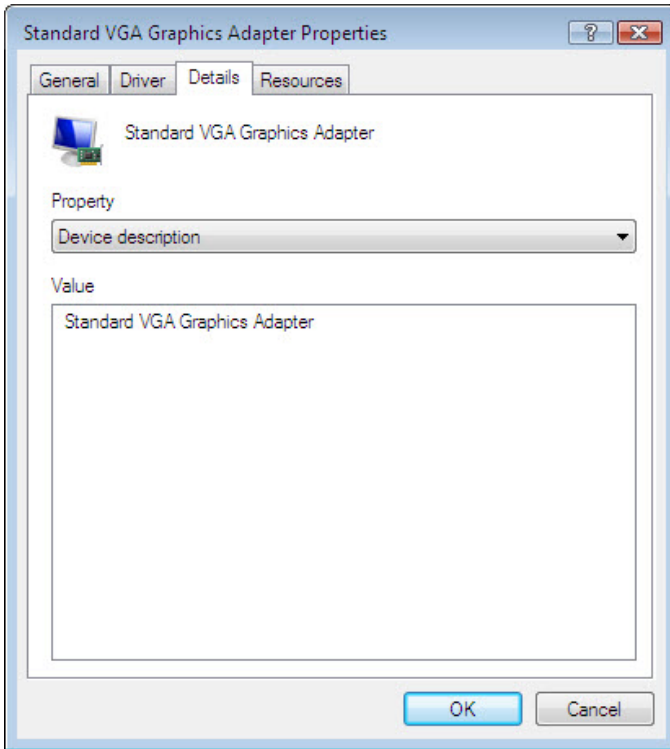 Standard VGA Graphics Adapter Properties
General Driver Details Resources
Standard VGA Graphics Adapter
Property
Device description
Value
Standard VGA Graphics Adapter
OK Cancel